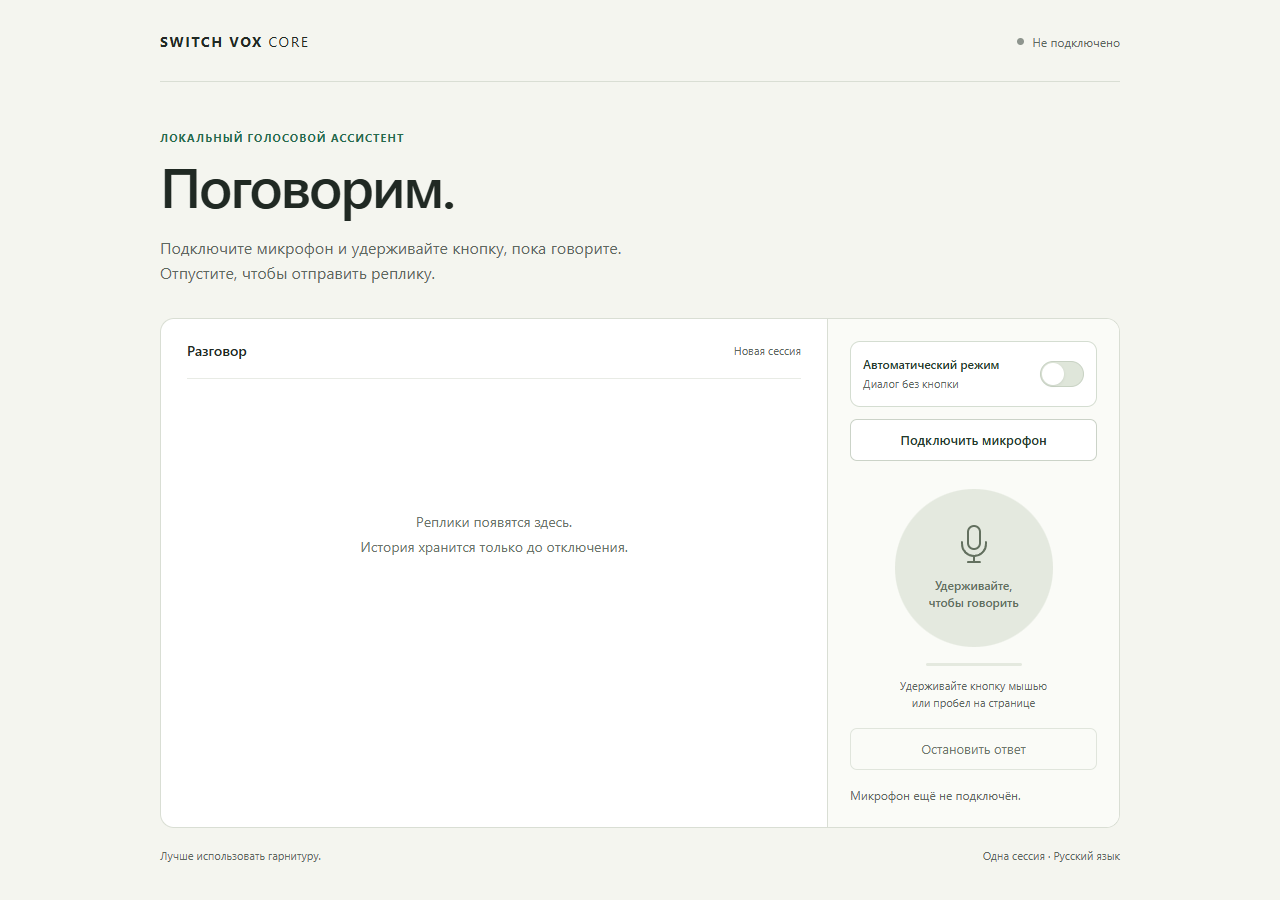 SWITCH VOX CORE
Не подключено
ЛОКАЛЬНЫЙ ГОЛОСОВОЙ АССИСТЕНТ
Поговорим.
Подключите микрофон и удерживайте кнопку, пока говорите.
Отпустите, чтобы отправить реплику.
Разговор
Новая сессия
Реплики появятся здесь.
История хранится только до отключения.
Автоматический режим
Диалог без кнопки
Подключить микрофон
Удерживайте,
чтобы говорить
Удерживайте кнопку мышью
или пробел на странице
Остановить ответ
Микрофон ещё не подключён.
Лучше использовать гарнитуру.
Одна сессия · Русский язык